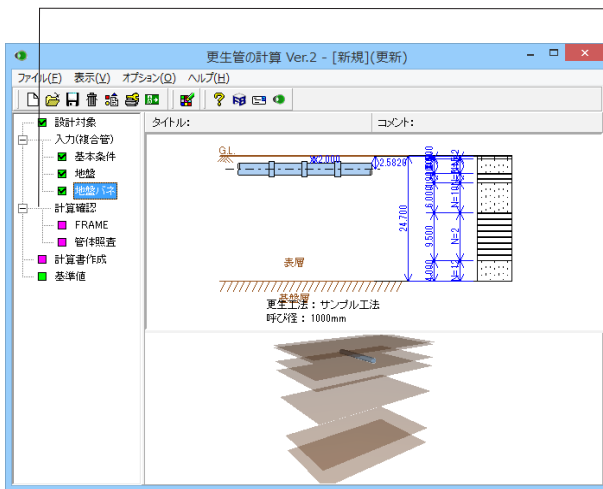 更生管の計算 Ver.2 - [新規](更新)
ファイル(F) 表示(V) オプション(O) ヘルプ(H)
設計対象
入力(複合管)
基本条件
地盤
地盤バネ
計算確認
FRAME
管体照査
計算書作成
基準値
タイトル:
コメント:
G.L.
2.000
2.5820
24.700
6.000
N=10
9.500
N=2
4.000
N=12
表層
基盤層
更生工法：サンプル工法
呼び径： 1000mm